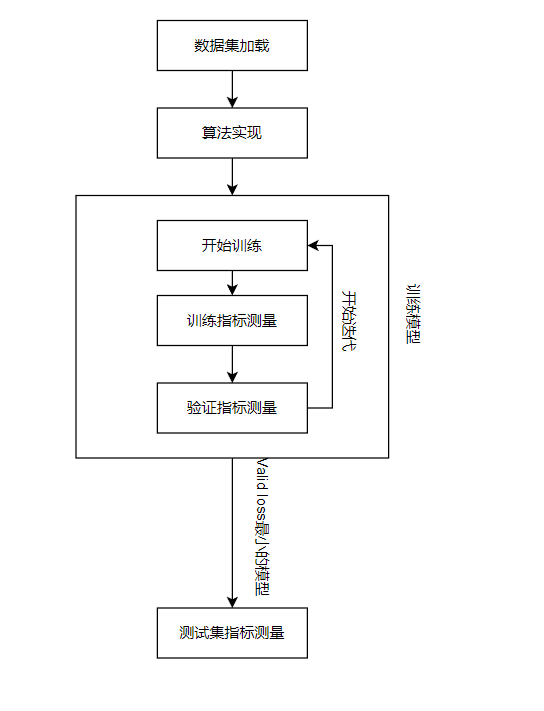 数据集加载
算法实现
开始训练
训练指标测量
验证指标测量
开始迭代
训练模型
Valid loss最小的模型
测试集指标测量